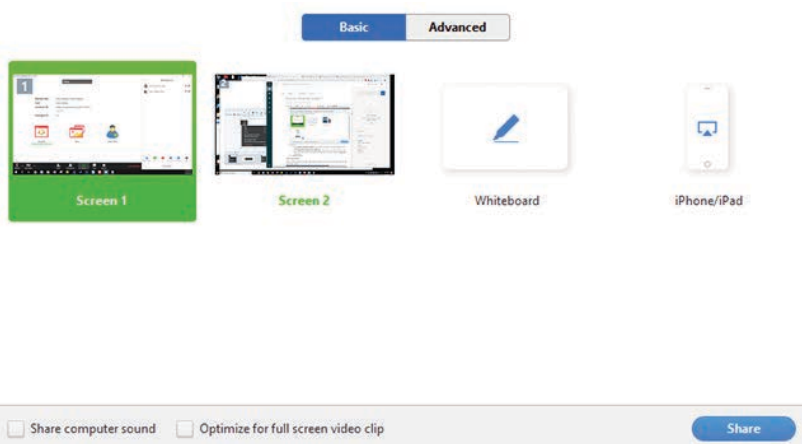 Basic Advanced
1
Screen 1 Screen 2 Whiteboard iPhone/iPad
Share computer sound Optimize for full screen video clip Share